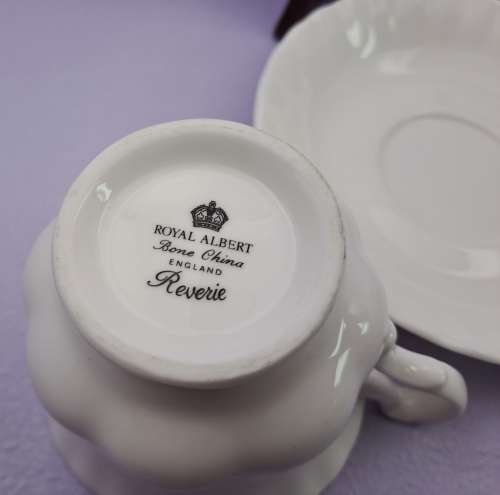 ROYAL ALBERT
Bone China
ENGLAND
Reverie